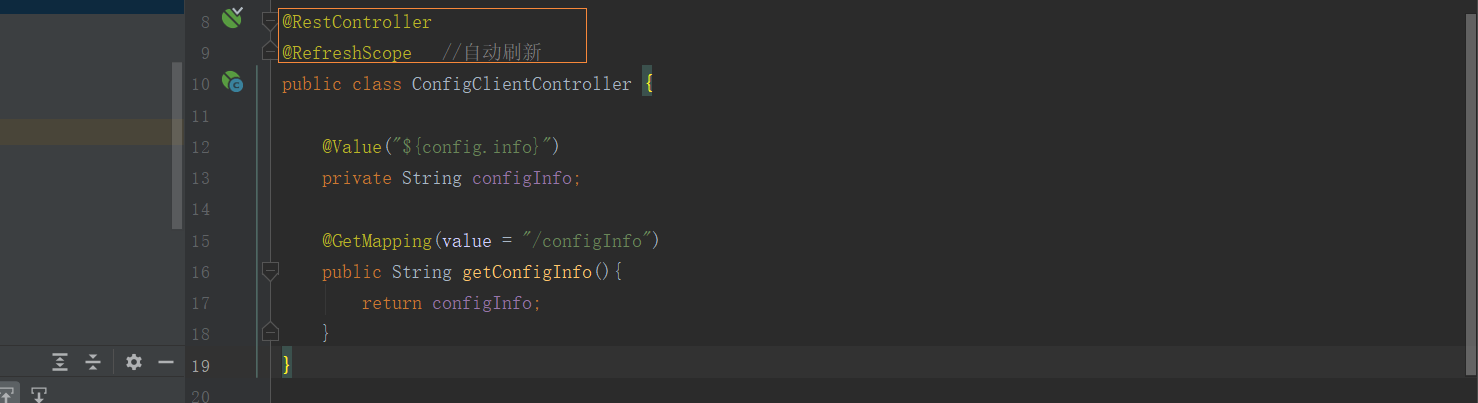 8 @RestController
9 @RefreshScope //自动刷新
10 public class ConfigClientController {
11
12 @Value("${config.info}")
13 private String configInfo;
14
15 @GetMapping(value = "/configInfo")
16 public String getConfigInfo(){
17 return configInfo;
18 }
19 }
20